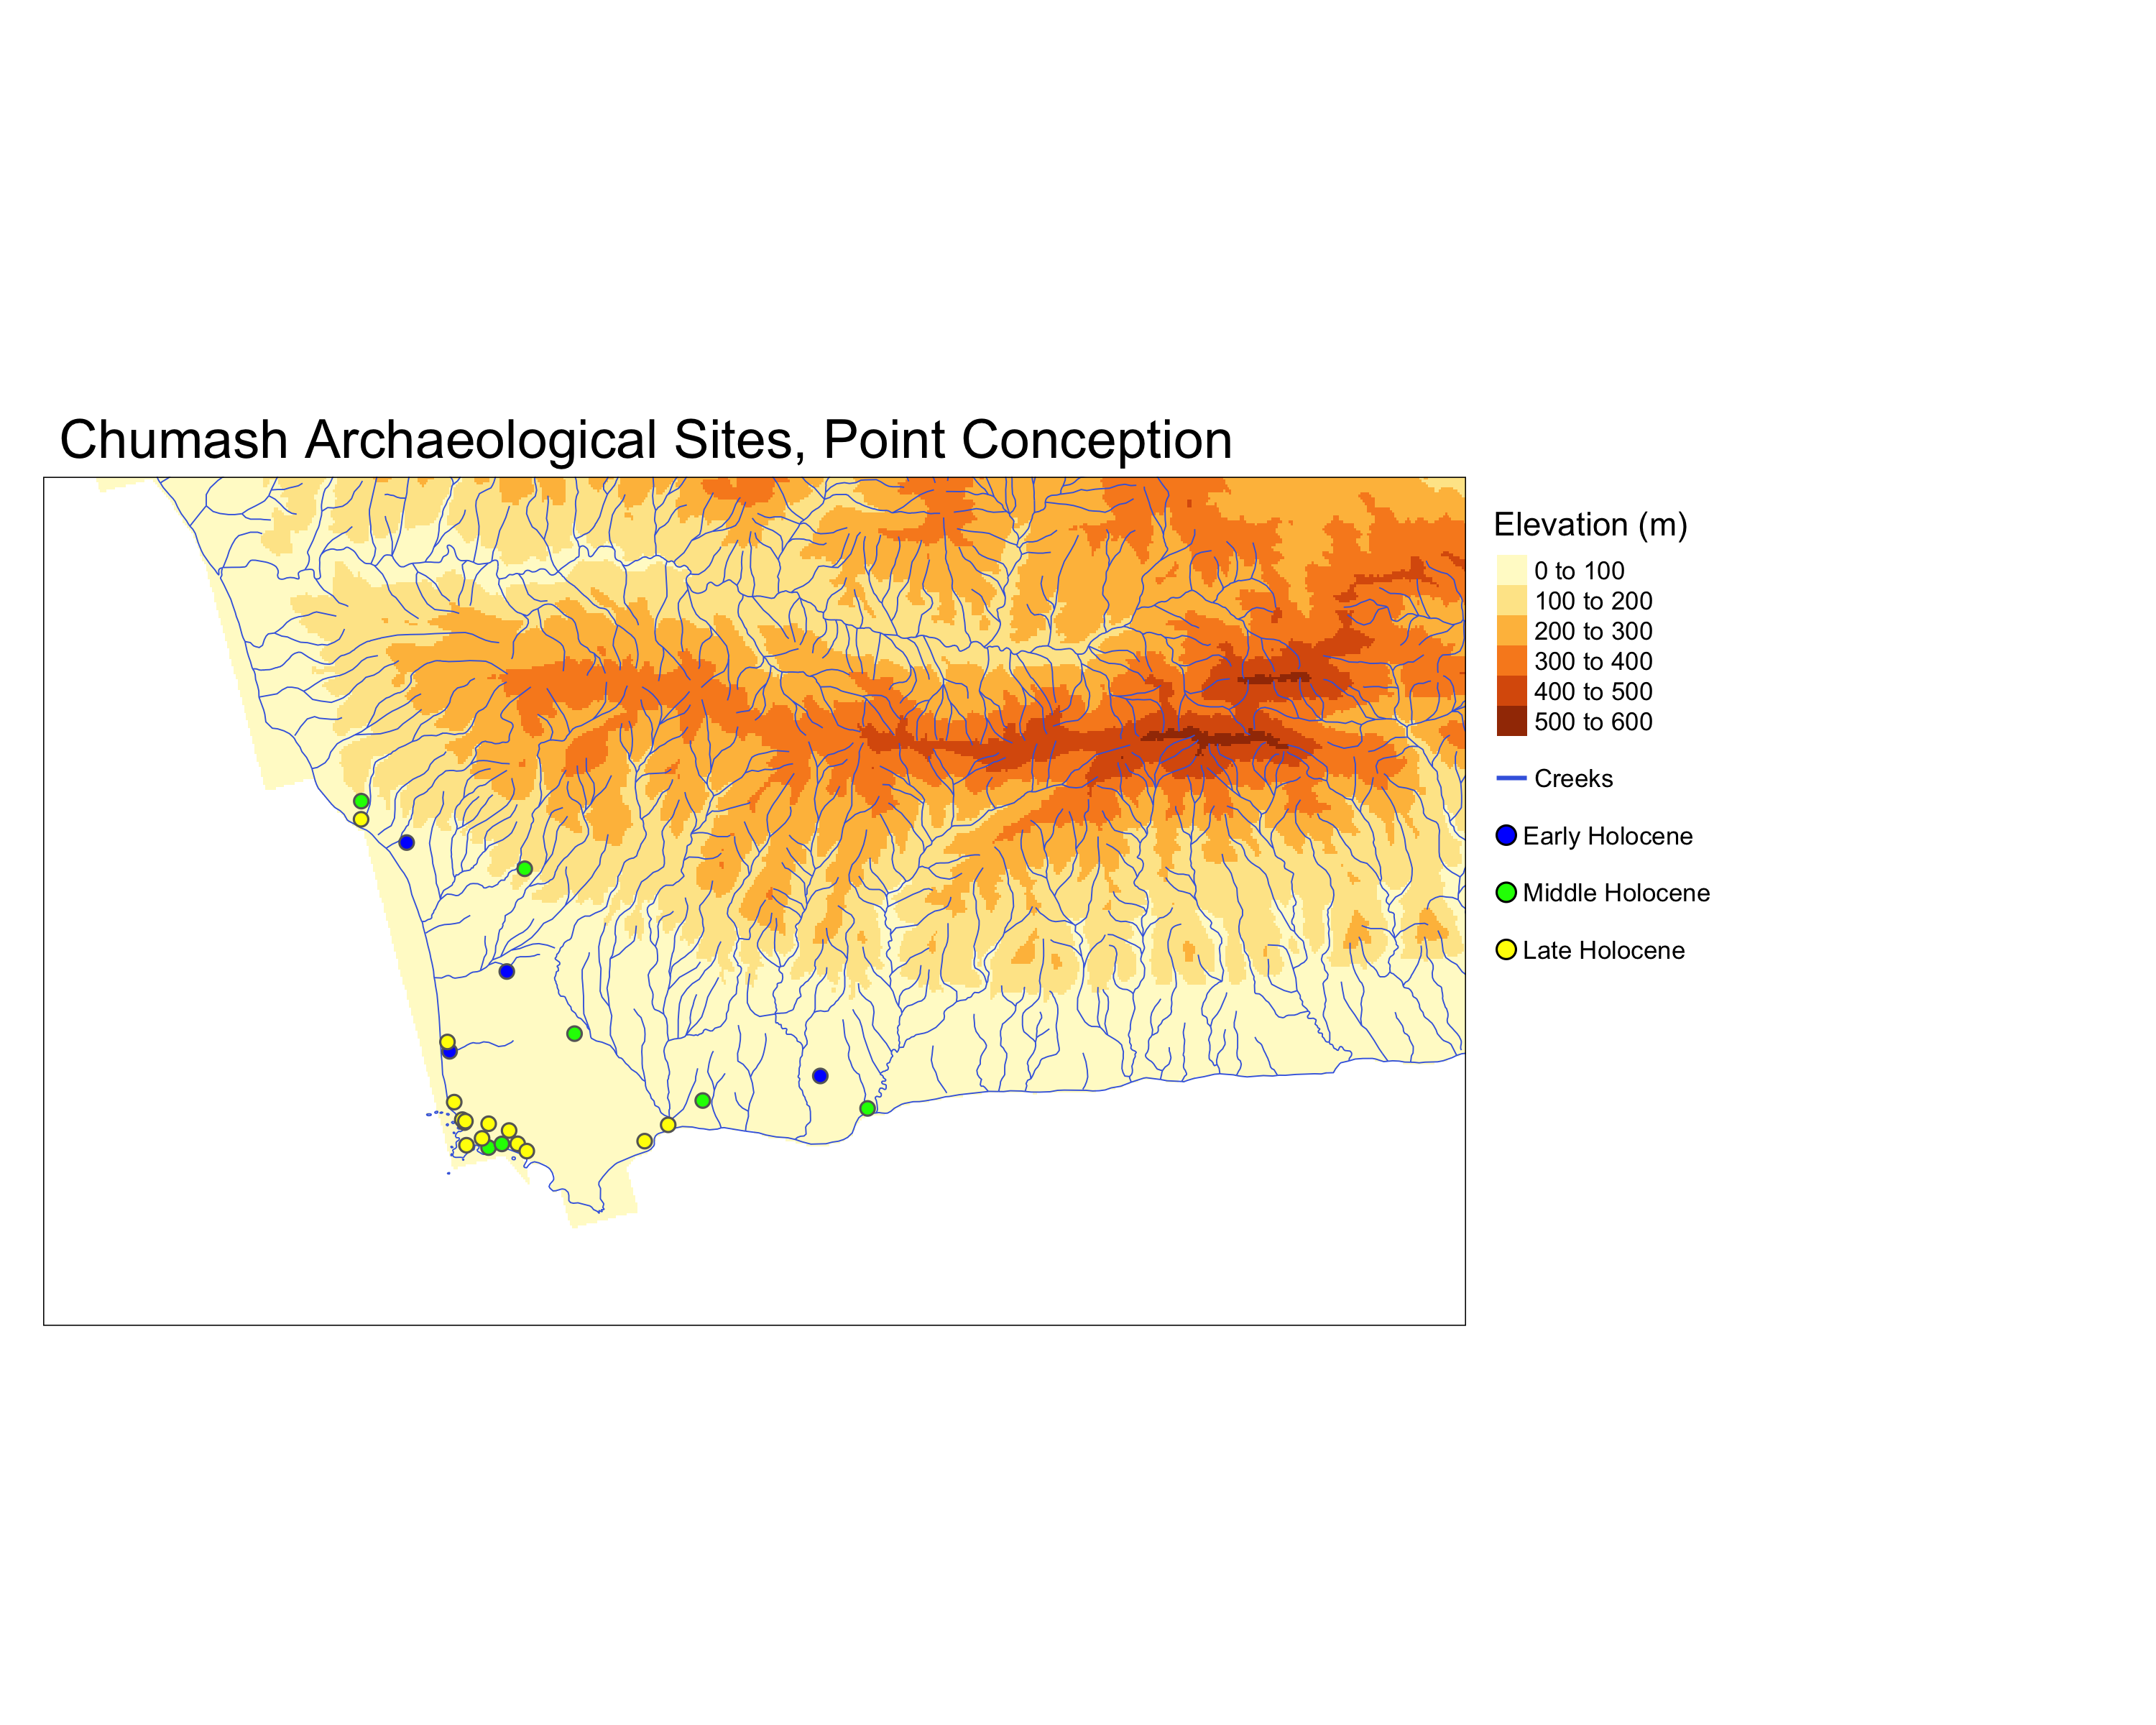 Chumash Archaeological Sites, Point Conception
Elevation (m)
0 to 100
100 to 200
200 to 300
300 to 400
400 to 500
500 to 600
Creeks
Early Holocene
Middle Holocene
Late Holocene